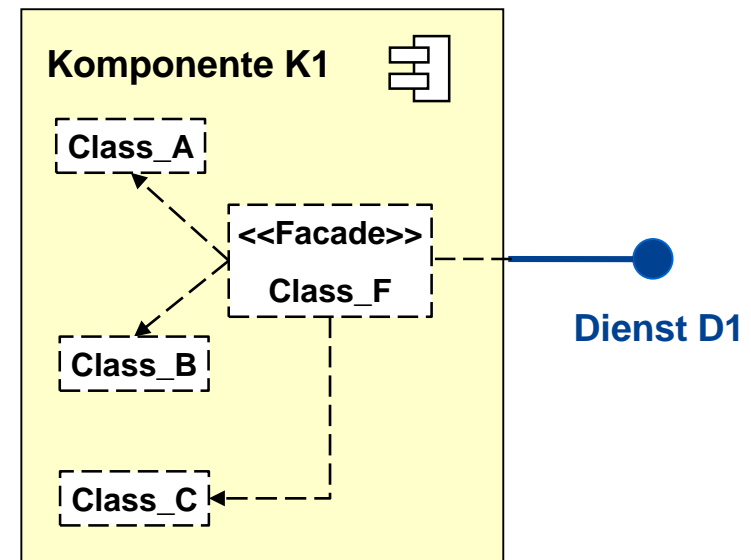 Komponente K1
Class_A
<<Facade>>
Class_F
Dienst D1
Class_B
Class_C